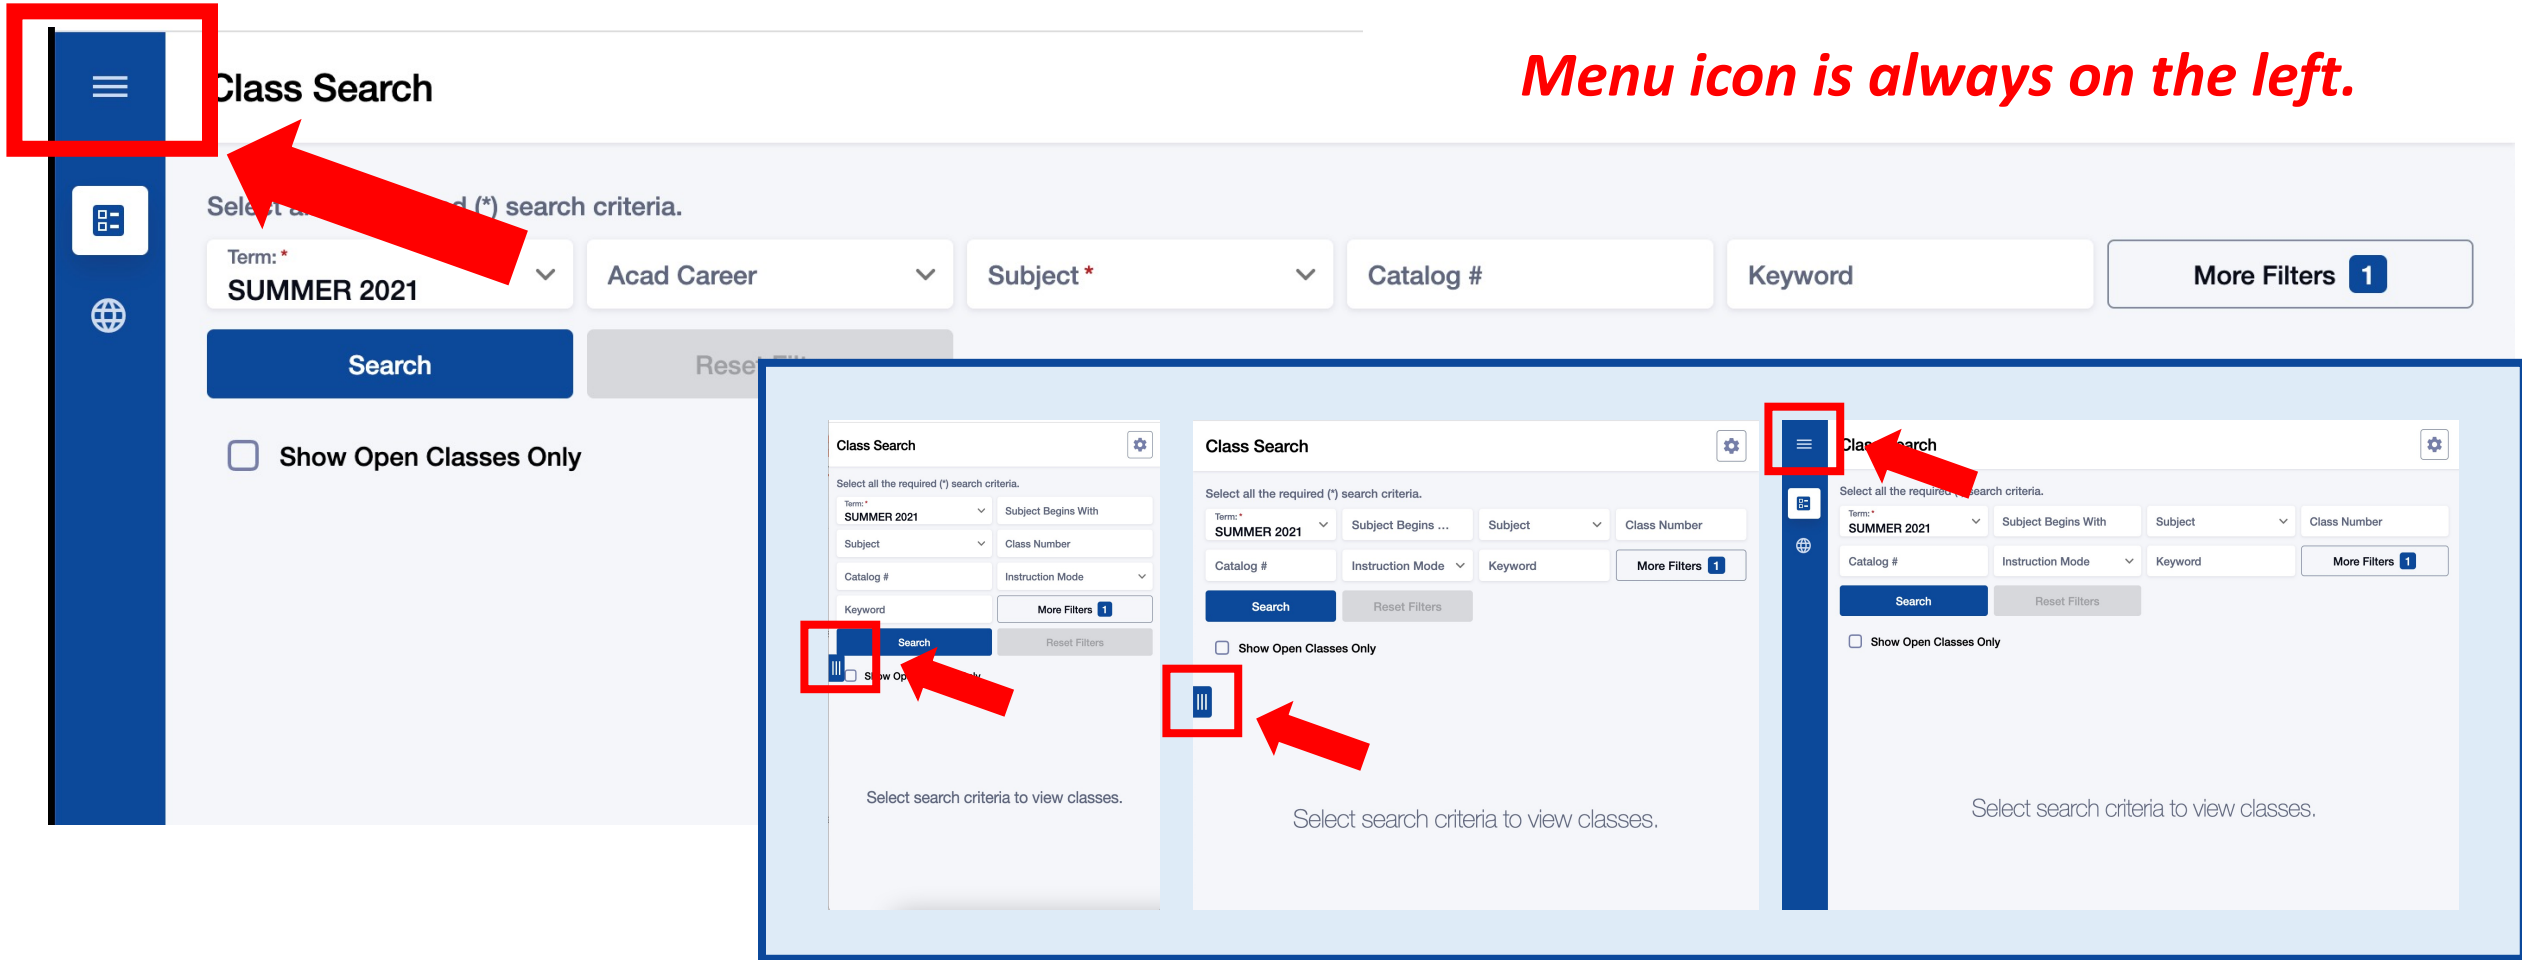 Menu icon is always on the left.
Class Search
Select (*) search criteria.
Term: *
SUMMER 2021
Acad Career
Subject *
Catalog #
Keyword
More Filters 1
Search
Show Open Classes Only
Class Search
Select all the required (*) search criteria.
Term: *
SUMMER 2021
Subject Begins With
Subject
Class Number
Catalog #
Instruction Mode
Keyword
More Filters 1
Search
Reset Filters
Show
Select search criteria to view classes.
Class Search
Select all the required (*) search criteria.
Term: *
SUMMER 2021
Subject Begins ...
Subject
Class Number
Catalog #
Instruction Mode
Keyword
More Filters 1
Search
Reset Filters
Show Open Classes Only
Select search criteria to view classes.
Class Search
Select all the required search criteria.
Term: *
SUMMER 2021
Subject Begins With
Subject
Class Number
Catalog #
Instruction Mode
Keyword
More Filters 1
Search
Reset Filters
Show Open Classes Only
Select search criteria to view classes.